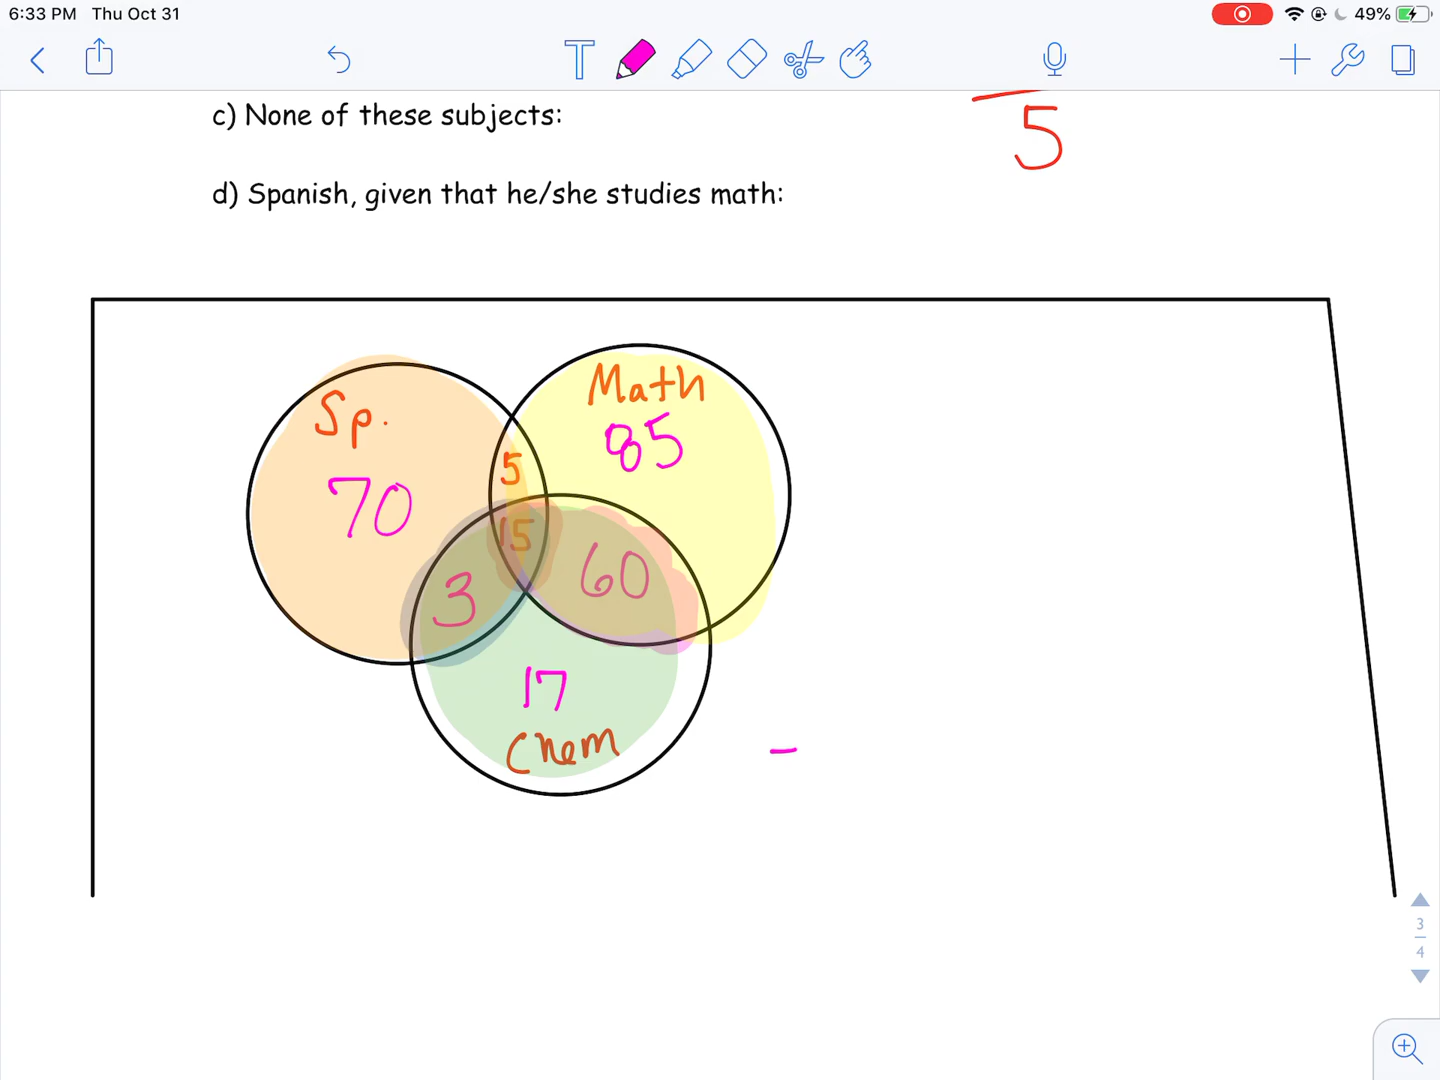 6:33 PM Thu Oct 31
49%
T
c) None of these subjects:
5
d) Spanish, given that he/she studies math:
Sp.
Math
85
5
70
15
60
3
17
Chem
–
3
4